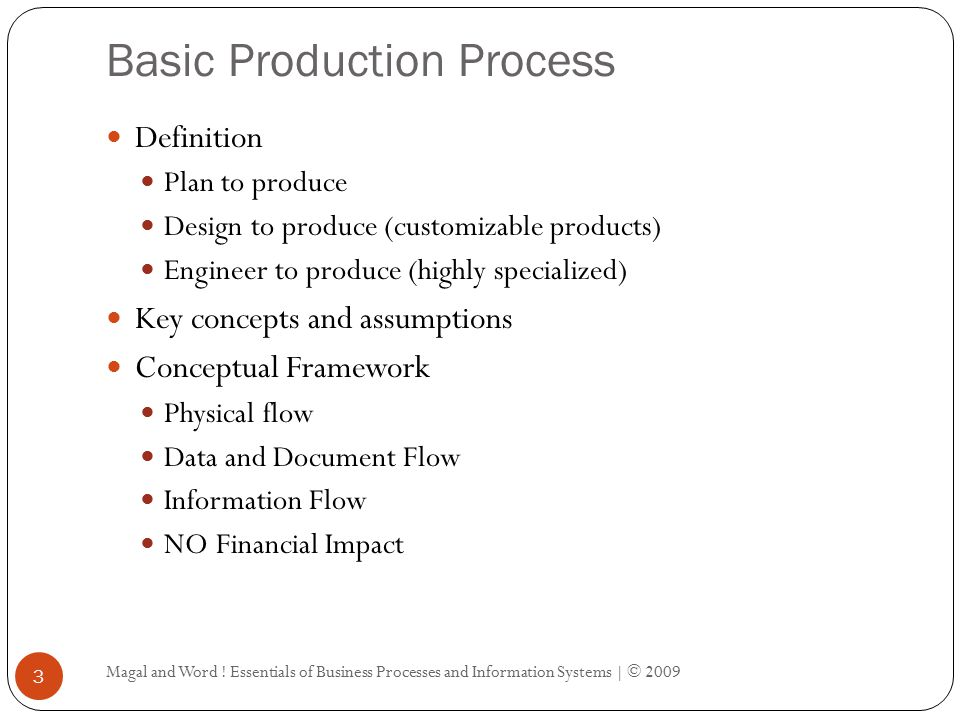 Basic Production Process
Definition
Plan to produce
Design to produce (customizable products)
Engineer to produce (highly specialized)
Key concepts and assumptions
Conceptual Framework
Physical flow
Data and Document Flow
Information Flow
NO Financial Impact
3
Magal and Word ! Essentials of Business Processes and Information Systems | © 2009